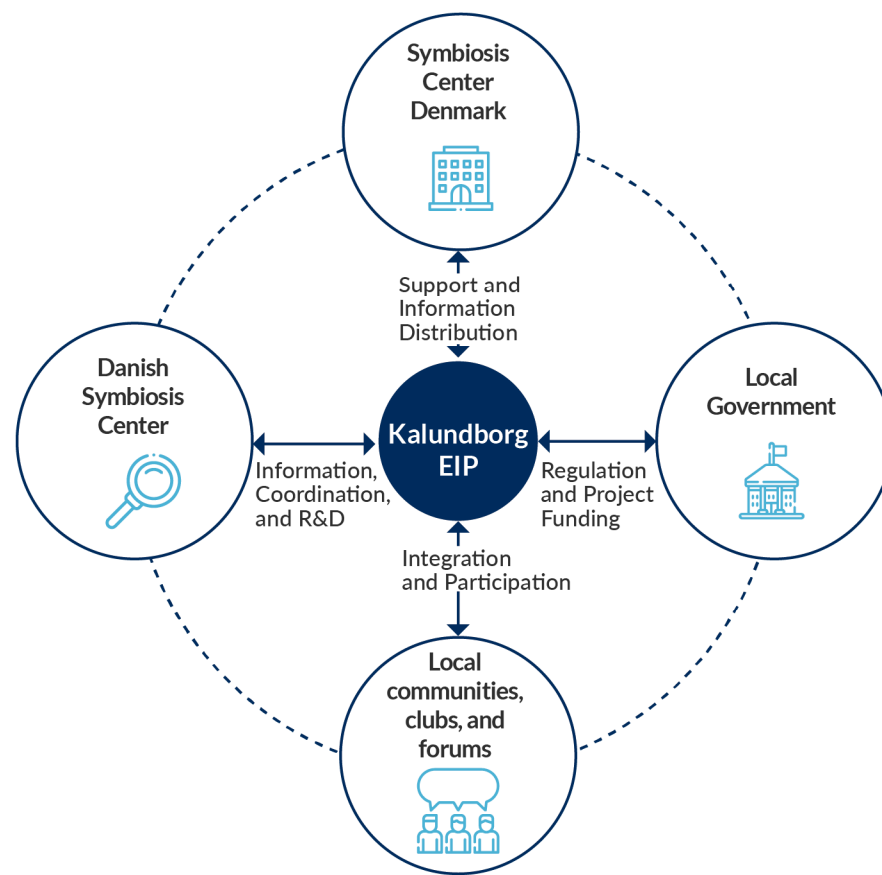 Symbiosis
Center
Denmark
Support and
Information
Distribution
Danish
Symbiosis
Center
Information,
Coordination,
and R&D
Kalundborg
EIP
Regulation
and Project
Funding
Local
Government
Integration
and Participation
Local
communities,
clubs, and
forums